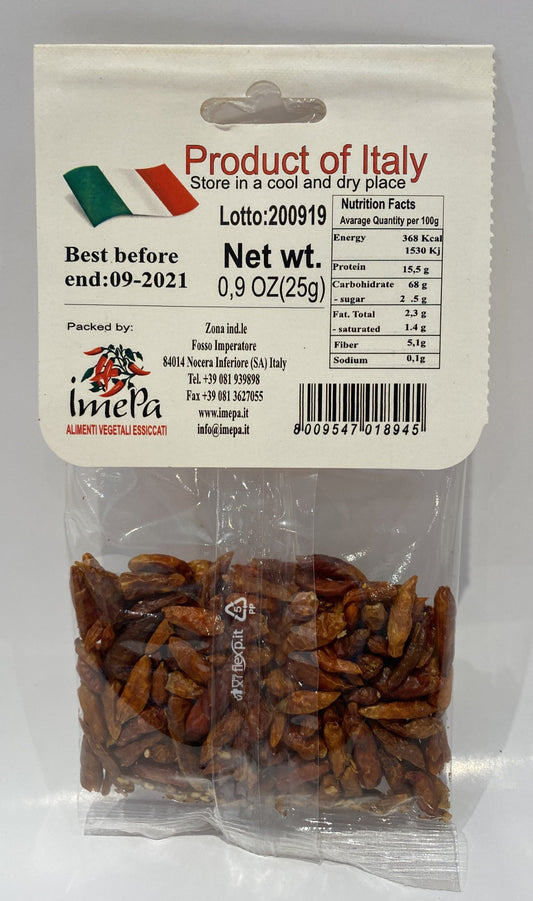 Product of Italy
Store in a cool and dry place
Lotto:200919
Best before
end:09-2021
Net wt.
0,9 OZ(25g)
Nutrition Facts
Avarage Quantity per 100g
Energy 368 Kcal
1530 Kj
Protein 15,5 g
Carbohidrate 68 g
- sugar 2 .5 g
Fat. Total 2,3 g
- saturated 1.4 g
Fiber 5,1g
Sodium 0,1g
Packed by:
imePa
ALIMENTI VEGETALI ESSICCATI
Zona ind.le
Fosso Imperatore
84014 Nocera Inferiore (SA) Italy
Tel. +39 081 939898
Fax +39 081 3627055
www.imepa.it
info@imepa.it
8 009547 018945
flexp.it
5
PP